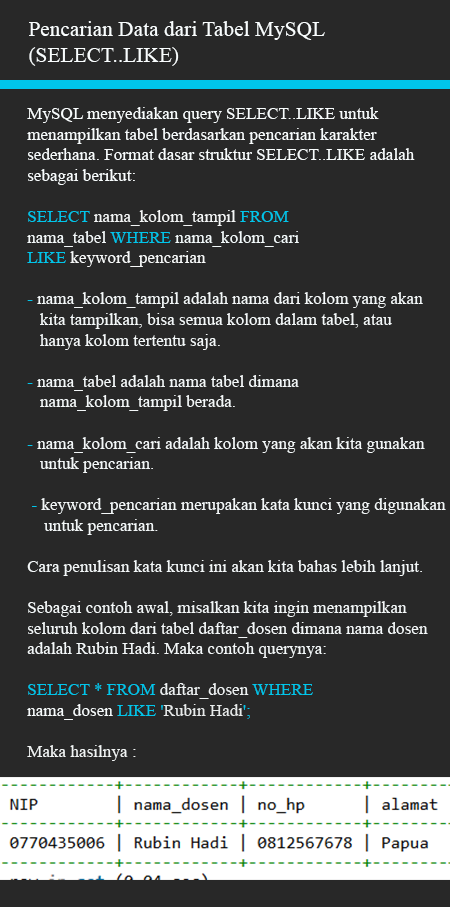 Pencarian Data dari Tabel MySQL
(SELECT..LIKE)
MySQL menyediakan query SELECT..LIKE untuk
menampilkan tabel berdasarkan pencarian karakter
sederhana. Format dasar struktur SELECT..LIKE adalah
sebagai berikut:
SELECT nama_kolom_tampil FROM
nama_tabel WHERE nama_kolom_cari
LIKE keyword_pencarian
- nama_kolom_tampil adalah nama dari kolom yang akan
kita tampilkan, bisa semua kolom dalam tabel, atau
hanya kolom tertentu saja.
- nama_tabel adalah nama tabel dimana
nama_kolom_tampil berada.
- nama_kolom_cari adalah kolom yang akan kita gunakan
untuk pencarian.
- keyword_pencarian merupakan kata kunci yang digunakan
untuk pencarian.
Cara penulisan kata kunci ini akan kita bahas lebih lanjut.
Sebagai contoh awal, misalkan kita ingin menampilkan
seluruh kolom dari tabel daftar_dosen dimana nama dosen
adalah Rubin Hadi. Maka contoh querynya:
SELECT * FROM daftar_dosen WHERE
nama_dosen LIKE 'Rubin Hadi';
Maka hasilnya :
NIP | nama_dosen | no_hp | alamat
0770435006 | Rubin Hadi | 0812567678 | Papua